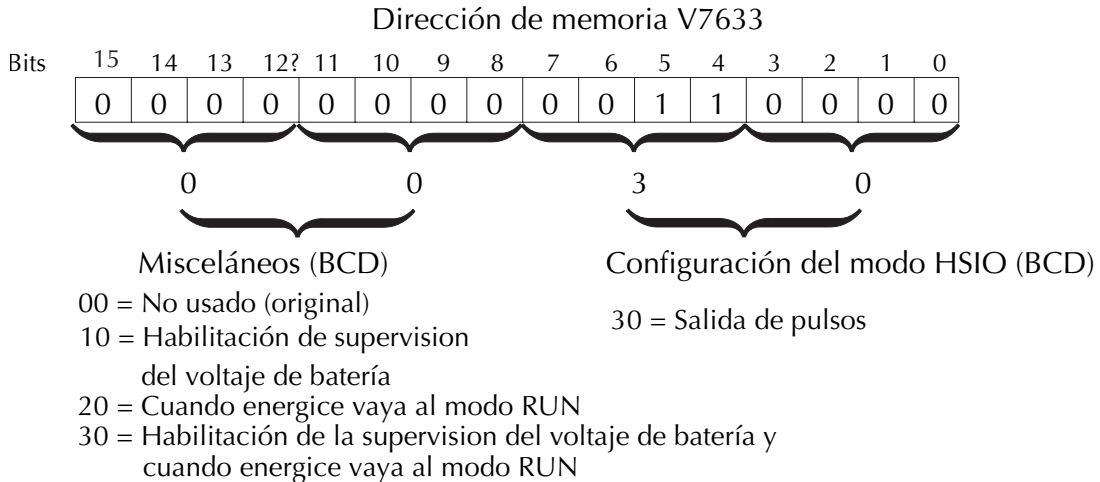 Dirección de memoria V7633
Bits 15 14 13 12? 11 10 9 8 7 6 5 4 3 2 1 0
0 0 0 0 0 0 0 0 0 0 1 1 0 0 0 0
0 0 3 0
Misceláneos (BCD)
00 = No usado (original)
10 = Habilitación de supervision
del voltaje de batería
20 = Cuando energice vaya al modo RUN
30 = Habilitación de la supervision del voltaje de batería y
cuando energice vaya al modo RUN
Configuración del modo HSIO (BCD)
30 = Salida de pulsos